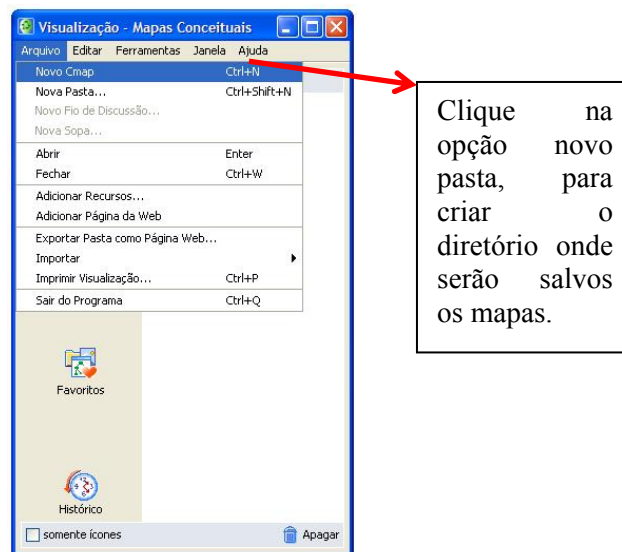 Visualização - Mapas Conceituais
Arquivo Editar Ferramentas Janela Ajuda
Novo Cmap Ctrl+N
Nova Pasta... Ctrl+Shift+N
Novo Fio de Discussão...
Nova Sopa...
Abrir Enter
Fechar Ctrl+W
Adicionar Recursos...
Adicionar Página da Web
Exportar Pasta como Página Web...
Importar
Imprimir Visualização... Ctrl+P
Sair do Programa Ctrl+Q
Favoritos
Histórico
somente ícones Apagar
Clique na
opção novo
pasta, para
criar o
diretório onde
serão salvos
os mapas.